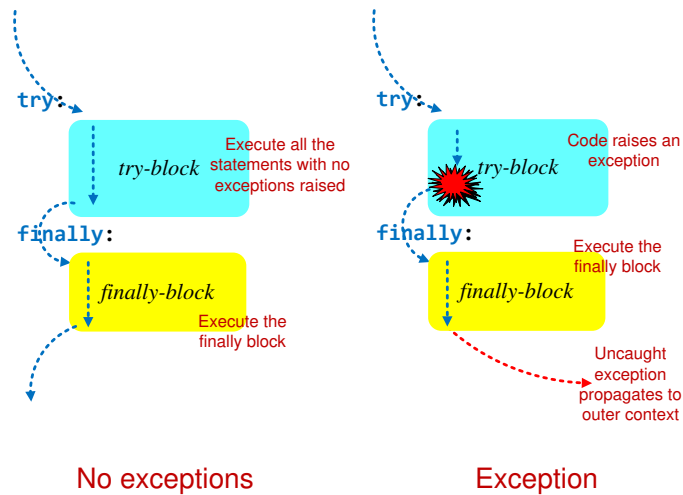 try:
Execute all the
statements with no
exceptions raised
try-block
finally:
finally-block
Execute the
finally block
No exceptions
try:
Code raises an
exception
try-block
finally:
Execute the
finally block
finally-block
Uncaught
exception
propagates to
outer context
Exception